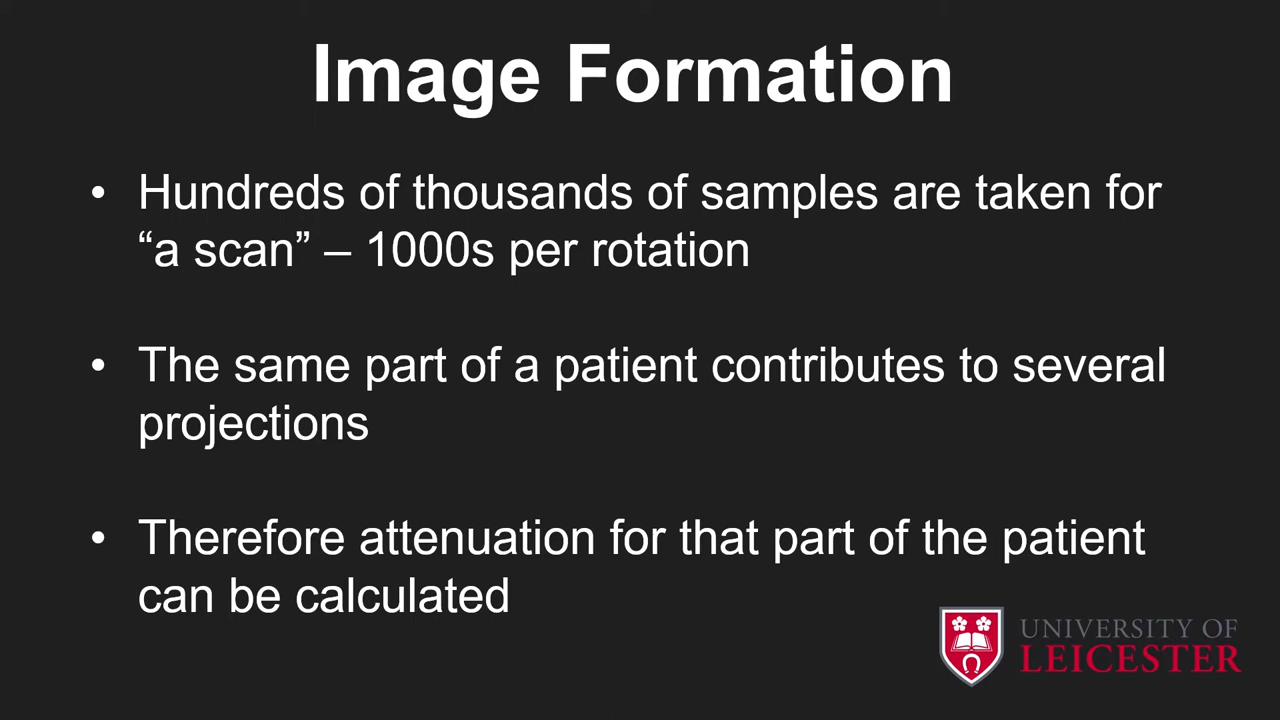 Image Formation
• Hundreds of thousands of samples are taken for
“a scan” – 1000s per rotation
• The same part of a patient contributes to several
projections
• Therefore attenuation for that part of the patient
can be calculated
UNIVERSITY OF
LEICESTER